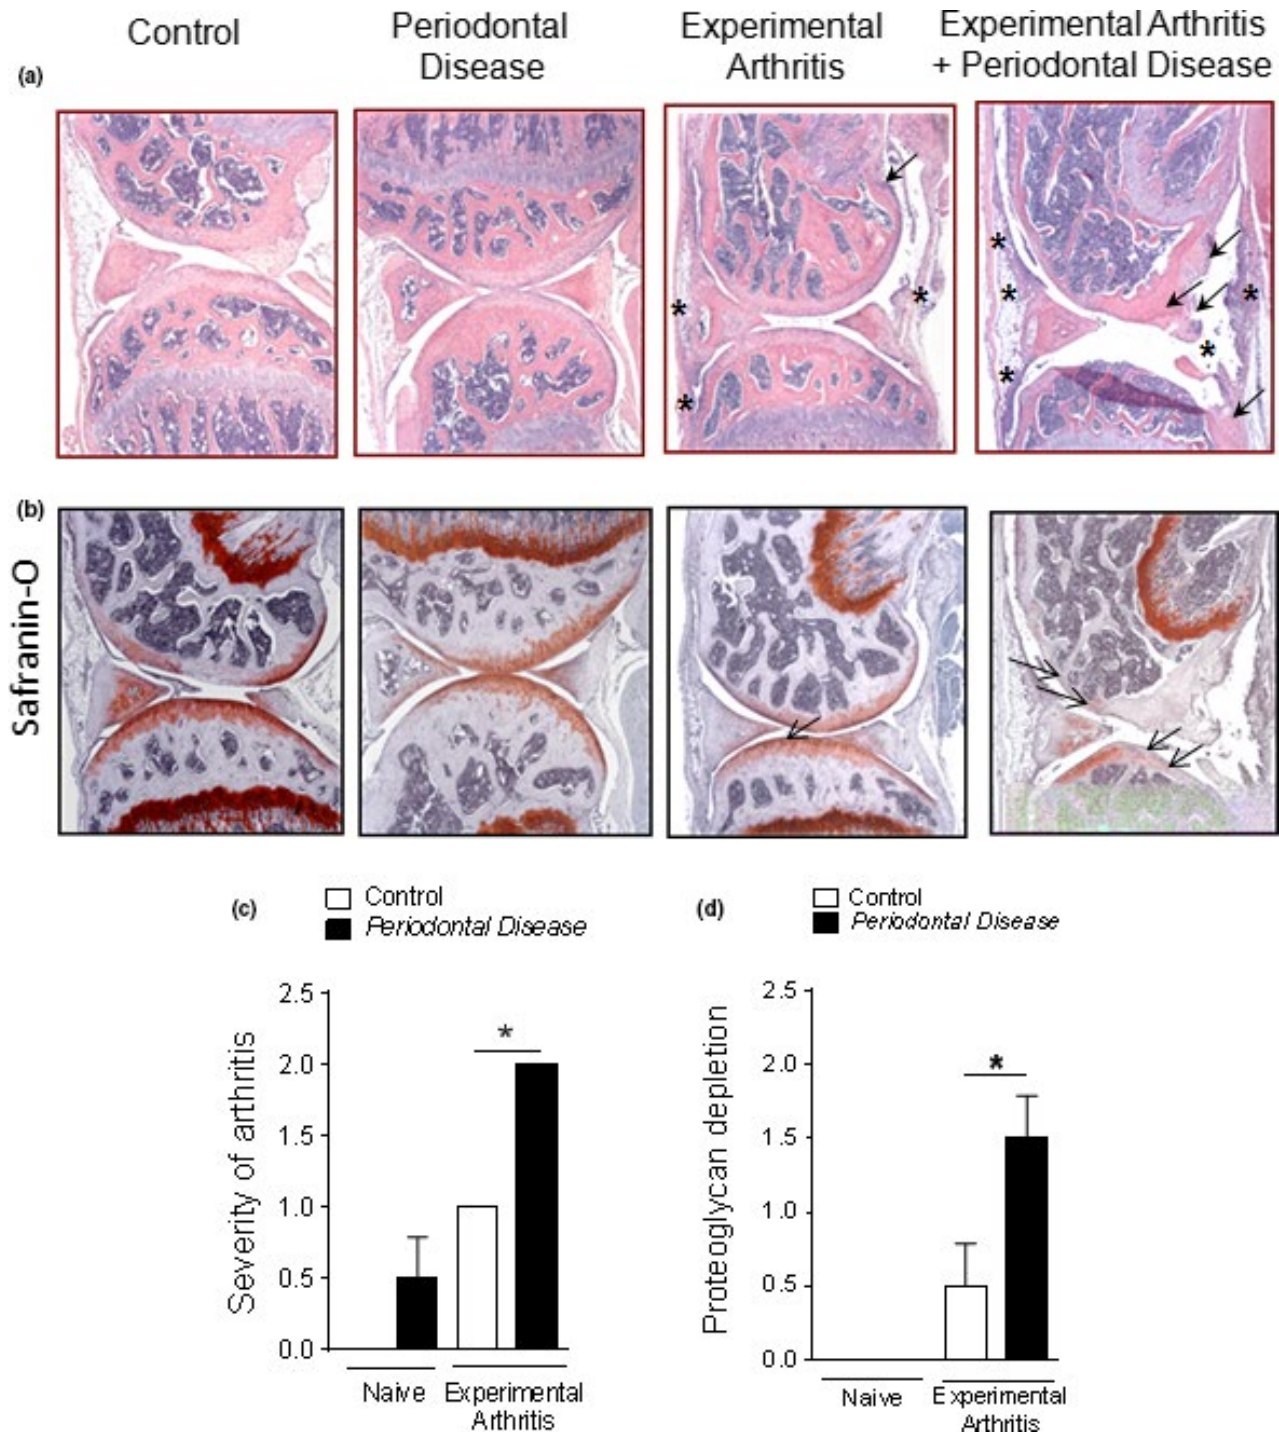 Control
Periodontal
Disease
Experimental
Arthritis
Experimental Arthritis
+ Periodontal Disease
(a)
*
*
*
*
*
*
*
*
(b)
Safranin-O
(c)
Control
Periodontal Disease
Severity of arthritis
2.5
2.0
1.5
1.0
0.5
0.0
*
Naive
Experimental
Arthritis
(d)
Control
Periodontal Disease
Proteoglycan depletion
2.5
2.0
1.5
1.0
0.5
0.0
*
Naive
Experimental
Arthritis